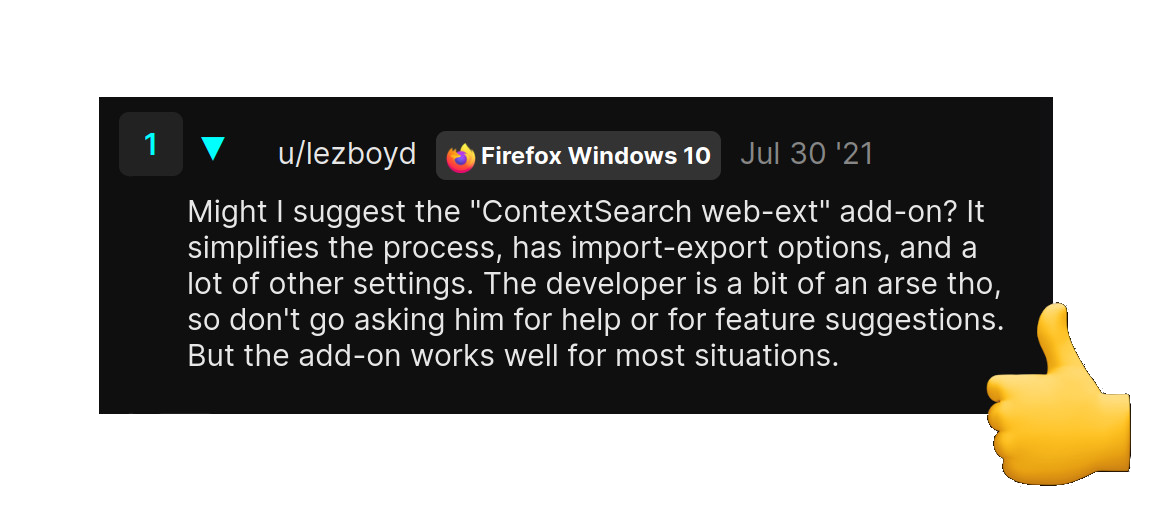 1 ▼ u/lezboyd Firefox Windows 10 Jul 30 '21
Might I suggest the "ContextSearch web-ext" add-on? It
simplifies the process, has import-export options, and a
lot of other settings. The developer is a bit of an arse tho,
so don't go asking him for help or for feature suggestions.
But the add-on works well for most situations.